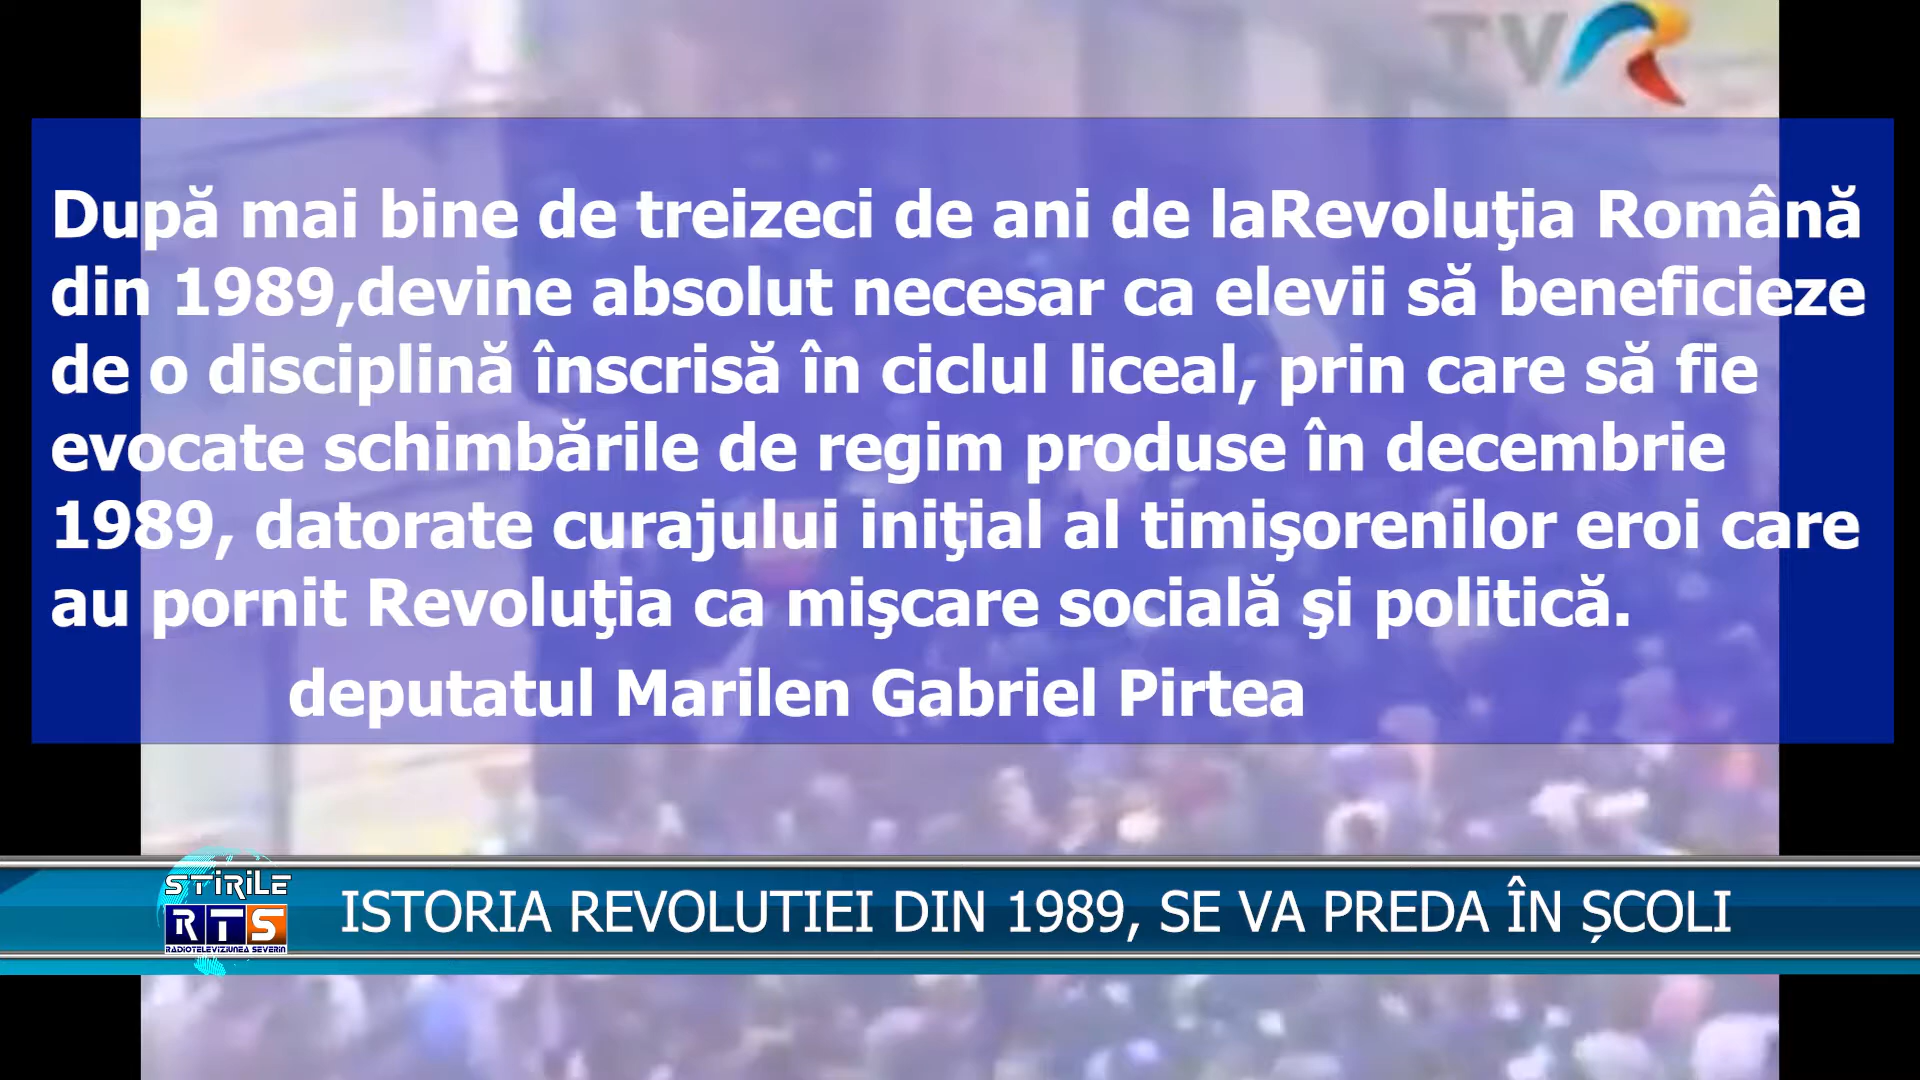 TVR
După mai bine de treizeci de ani de laRevoluţia Română
din 1989,devine absolut necesar ca elevii să beneficieze
de o disciplină înscrisă în ciclul liceal, prin care să fie
evocate schimbările de regim produse în decembrie
1989, datorate curajului iniţial al timişorenilor eroi care
au pornit Revoluţia ca mişcare socială şi politică.
deputatul Marilen Gabriel Pirtea
STIRILE
RTS
RADIOTELEVIZIUNEA SEVERIN
ISTORIA REVOLUTIEI DIN 1989, SE VA PREDA ÎN ȘCOLI